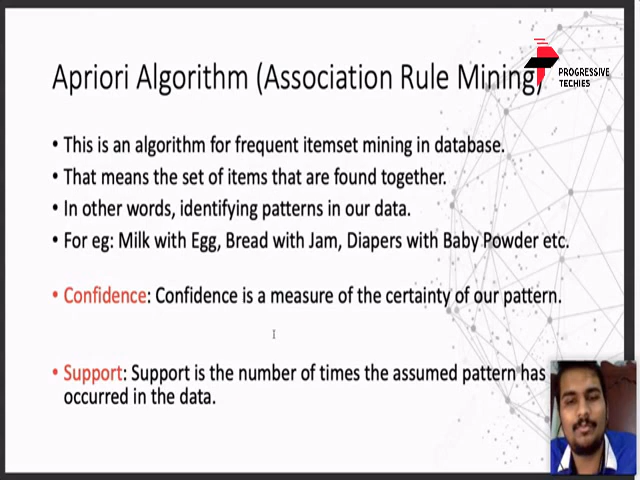 Apriori Algorithm (Association Rule Mining)
PROGRESSIVE
TECHIES
• This is an algorithm for frequent itemset mining in database.
• That means the set of items that are found together.
• In other words, identifying patterns in our data.
• For eg: Milk with Egg, Bread with Jam, Diapers with Baby Powder etc.
• Confidence: Confidence is a measure of the certainty of our pattern.
• Support: Support is the number of times the assumed pattern has
occurred in the data.